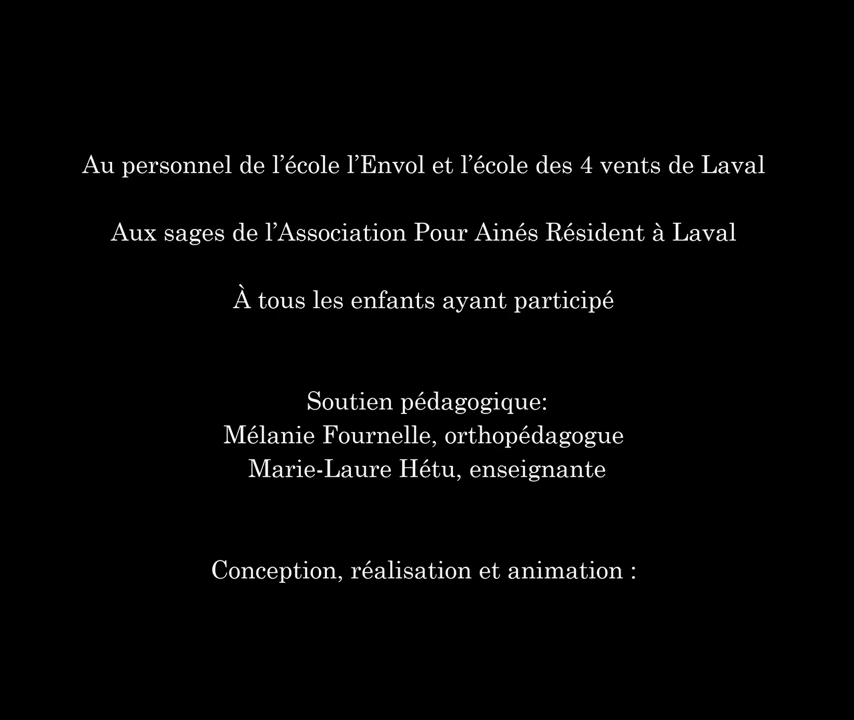 Au personnel de l’école l’Envol et l’école des 4 vents de Laval
Aux sages de l’Association Pour Ainés Résident à Laval
À tous les enfants ayant participé
Soutien pédagogique:
Mélanie Fournelle, orthopédagogue
Marie-Laure Hétu, enseignante
Conception, réalisation et animation :